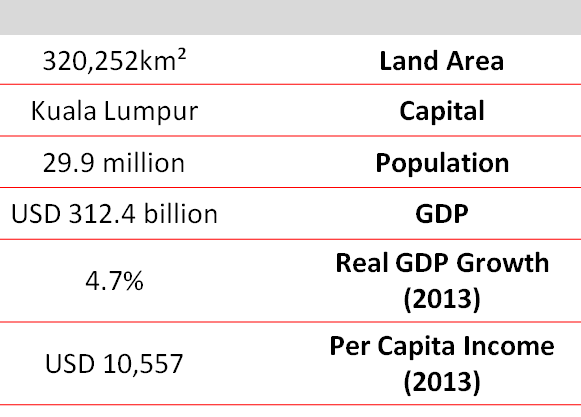 320,252km² Land Area
Kuala Lumpur Capital
29.9 million Population
USD 312.4 billion GDP
4.7% Real GDP Growth
(2013)
USD 10,557 Per Capita Income
(2013)